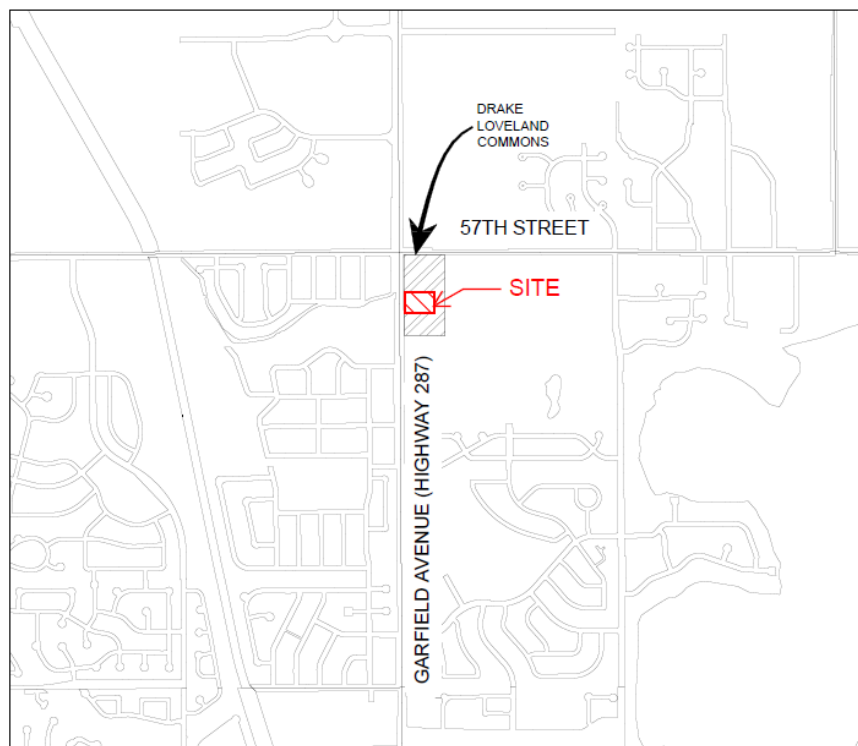 DRAKE
LOVELAND
COMMONS
57TH STREET
SITE
GARFIELD AVENUE (HIGHWAY 287)